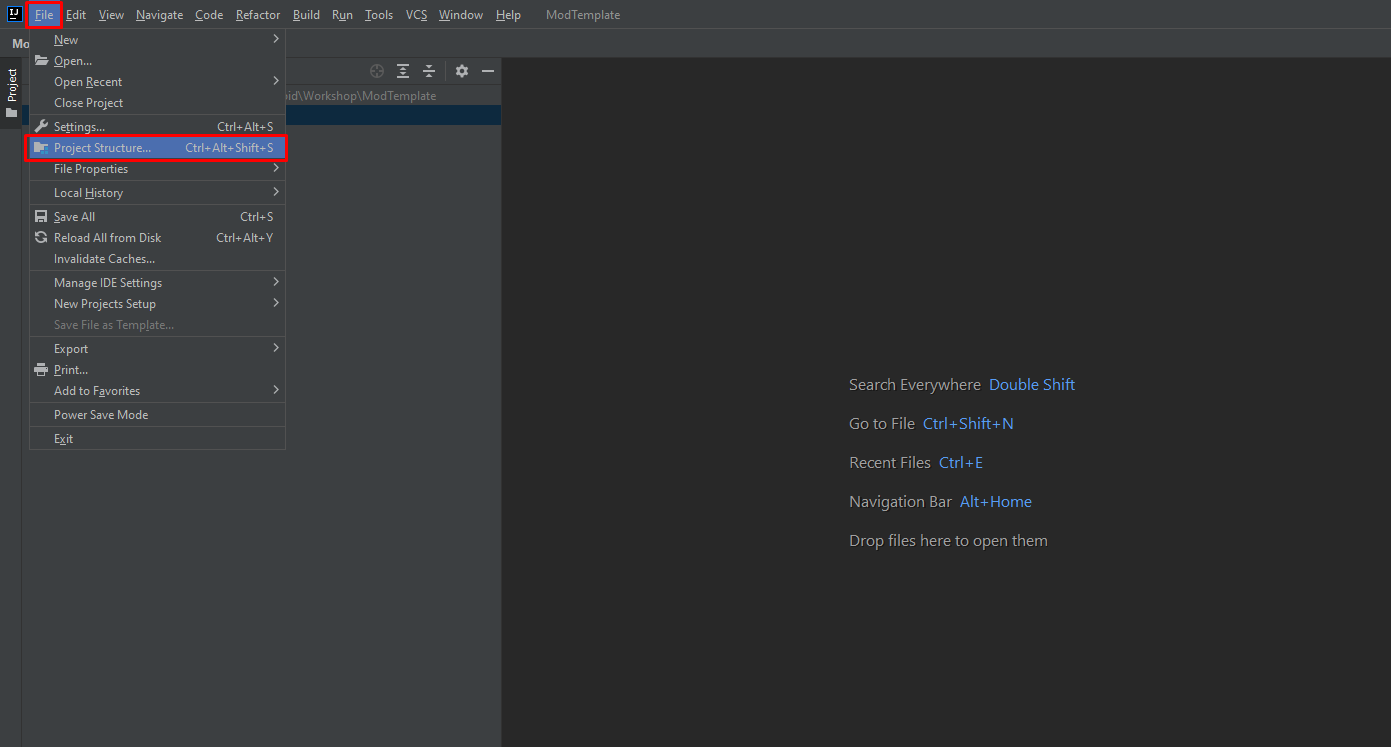 IJ File Edit View Navigate Code Refactor Build Run Tools VCS Window Help ModTemplate
Mo
Project
New
Open...
oid\Workshop\ModTemplate
Open Recent
Close Project
Settings... Ctrl+Alt+S
Project Structure... Ctrl+Alt+Shift+S
File Properties
Local History
Save All Ctrl+S
Reload All from Disk Ctrl+Alt+Y
Invalidate Caches...
Manage IDE Settings
New Projects Setup
Save File as Template...
Export
Print...
Add to Favorites
Power Save Mode
Exit
Search Everywhere Double Shift
Go to File Ctrl+Shift+N
Recent Files Ctrl+E
Navigation Bar Alt+Home
Drop files here to open them